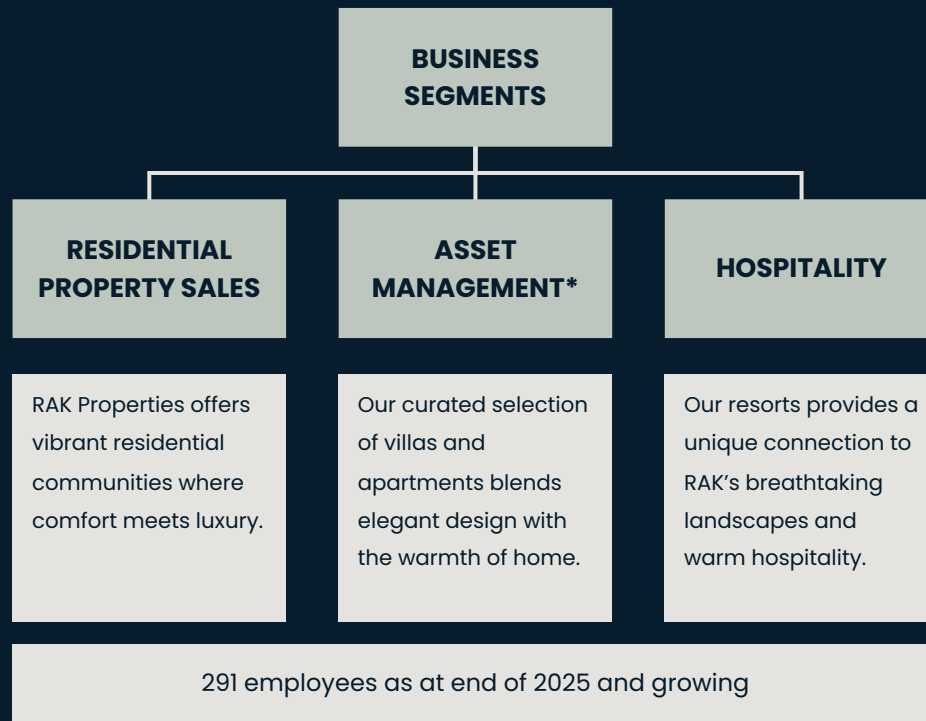 BUSINESS
SEGMENTS
RESIDENTIAL
PROPERTY SALES
ASSET
MANAGEMENT*
HOSPITALITY
RAK Properties offers
vibrant residential
communities where
comfort meets luxury.
Our curated selection
of villas and
apartments blends
elegant design with
the warmth of home.
Our resorts provides a
unique connection to
RAK’s breathtaking
landscapes and
warm hospitality.
291 employees as at end of 2025 and growing